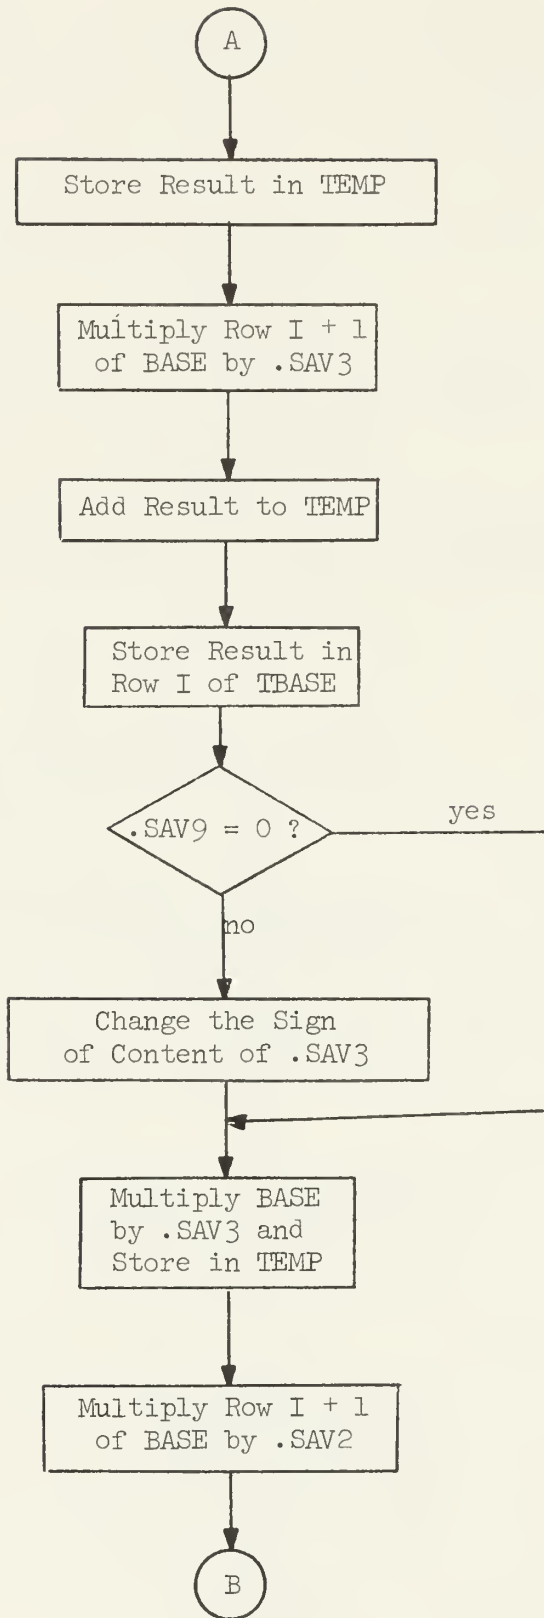 A
Store Result in TEMP
Multiply Row I + 1
of BASE by .SAV3
Add Result to TEMP
Store Result in
Row I of TBASE
.SAV9 = 0 ?
yes
no
Change the Sign
of Content of .SAV3
Multiply BASE
by .SAV3 and
Store in TEMP
Multiply Row I + 1
of BASE by .SAV2
B